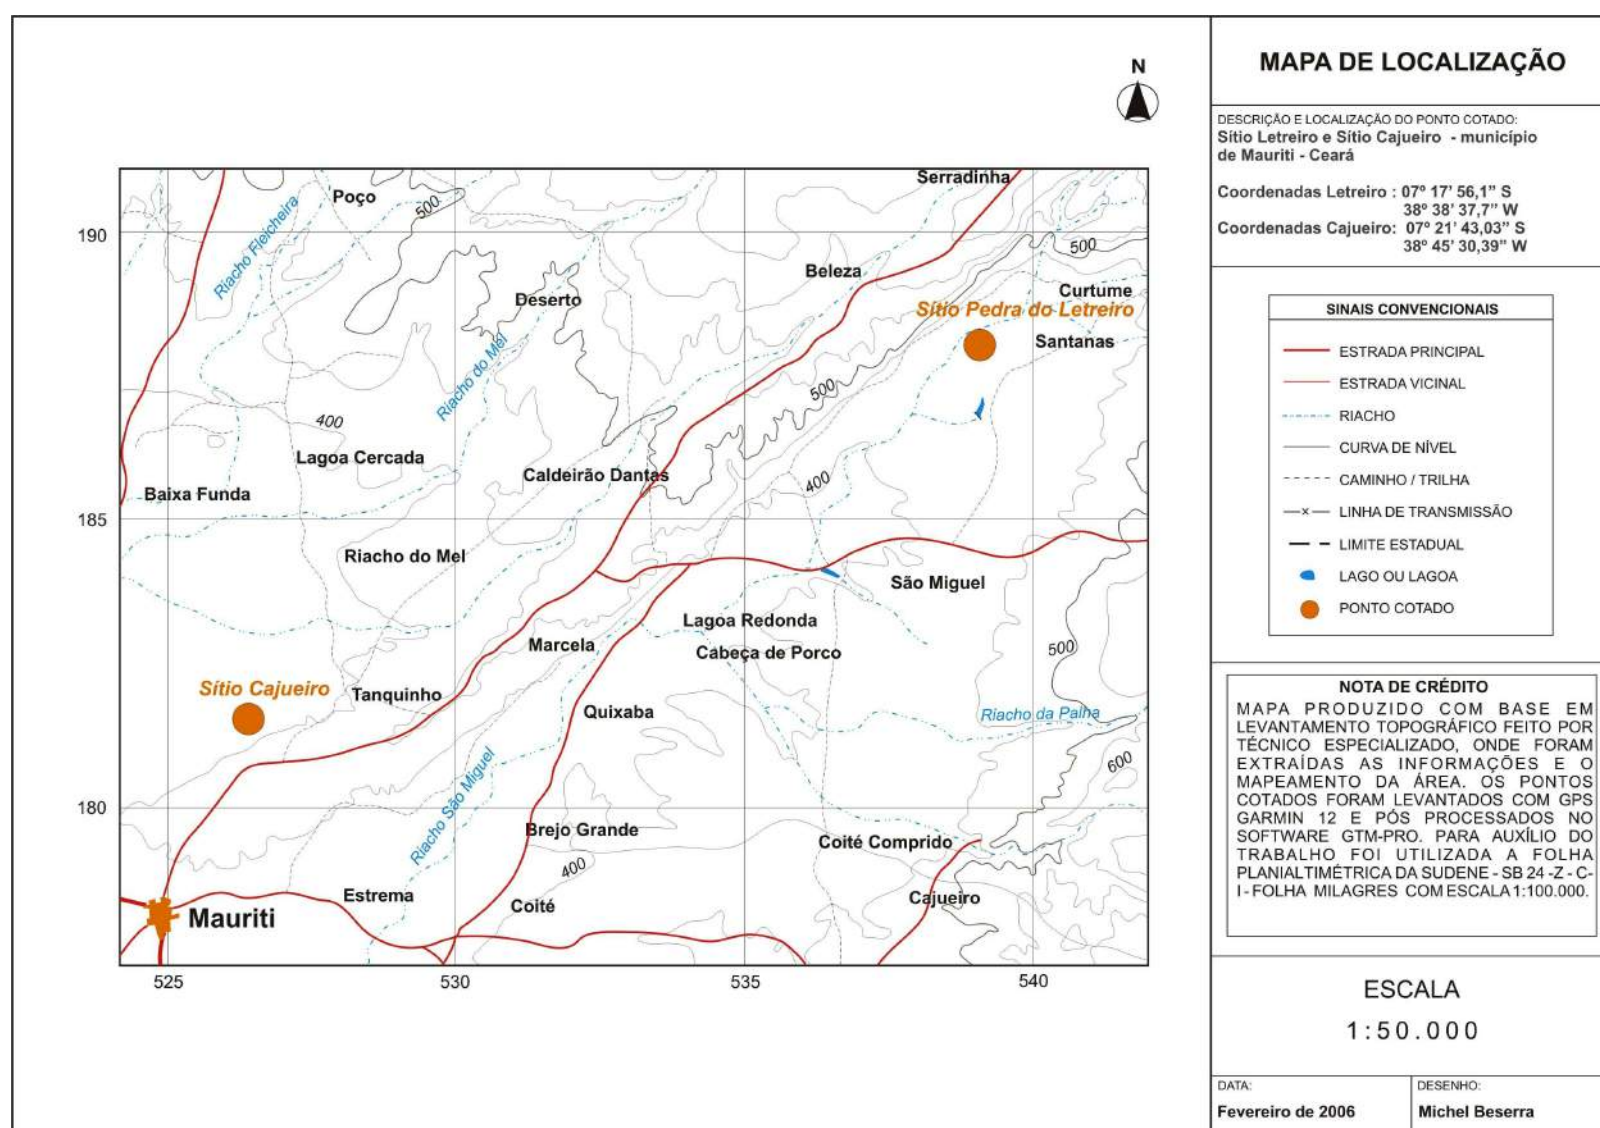 N
Serradinha
Poço
500
Riacho Fleicheira
190
500
Beleza
Curtume
Deserto
Sítio Pedra do Letreiro
Santanas
Riacho do Mel
500
400
Lagoa Cercada
Caldeirão Dantas
400
Baixa Funda
185
Riacho do Mel
São Miguel
Lagoa Redonda
Marcela
Cabeça de Porco
500
Sítio Cajueiro
Tanquinho
Quixaba
Riacho da Palha
600
Riacho São Miguel
180
Brejo Grande
Coité Comprido
400
Estrema
Coité
Cajueiro
Mauriti
525
530
535
540
MAPA DE LOCALIZAÇÃO
DESCRIÇÃO E LOCALIZAÇÃO DO PONTO COTADO:
Sítio Letreiro e Sítio Cajueiro - município
de Mauriti - Ceará
Coordenadas Letreiro : 07º 17’ 56,1” S
38º 38’ 37,7” W
Coordenadas Cajueiro: 07º 21’ 43,03” S
38º 45’ 30,39” W
SINAIS CONVENCIONAIS
ESTRADA PRINCIPAL
ESTRADA VICINAL
RIACHO
CURVA DE NÍVEL
CAMINHO / TRILHA
LINHA DE TRANSMISSÃO
LIMITE ESTADUAL
LAGO OU LAGOA
PONTO COTADO
NOTA DE CRÉDITO
MAPA PRODUZIDO COM BASE EM
LEVANTAMENTO TOPOGRÁFICO FEITO POR
TÉCNICO ESPECIALIZADO, ONDE FORAM
EXTRAÍDAS AS INFORMAÇÕES E O
MAPEAMENTO DA ÁREA. OS PONTOS
COTADOS FORAM LEVANTADOS COM GPS
GARMIN 12 E PÓS PROCESSADOS NO
SOFTWARE GTM-PRO. PARA AUXÍLIO DO
TRABALHO FOI UTILIZADA A FOLHA
PLANIALTIMÉTRICA DA SUDENE - SB 24 -Z - C-
I - FOLHA MILAGRES COM ESCALA 1:100.000.
ESCALA
1:50.000
DATA:
Fevereiro de 2006
DESENHO:
Michel Beserra